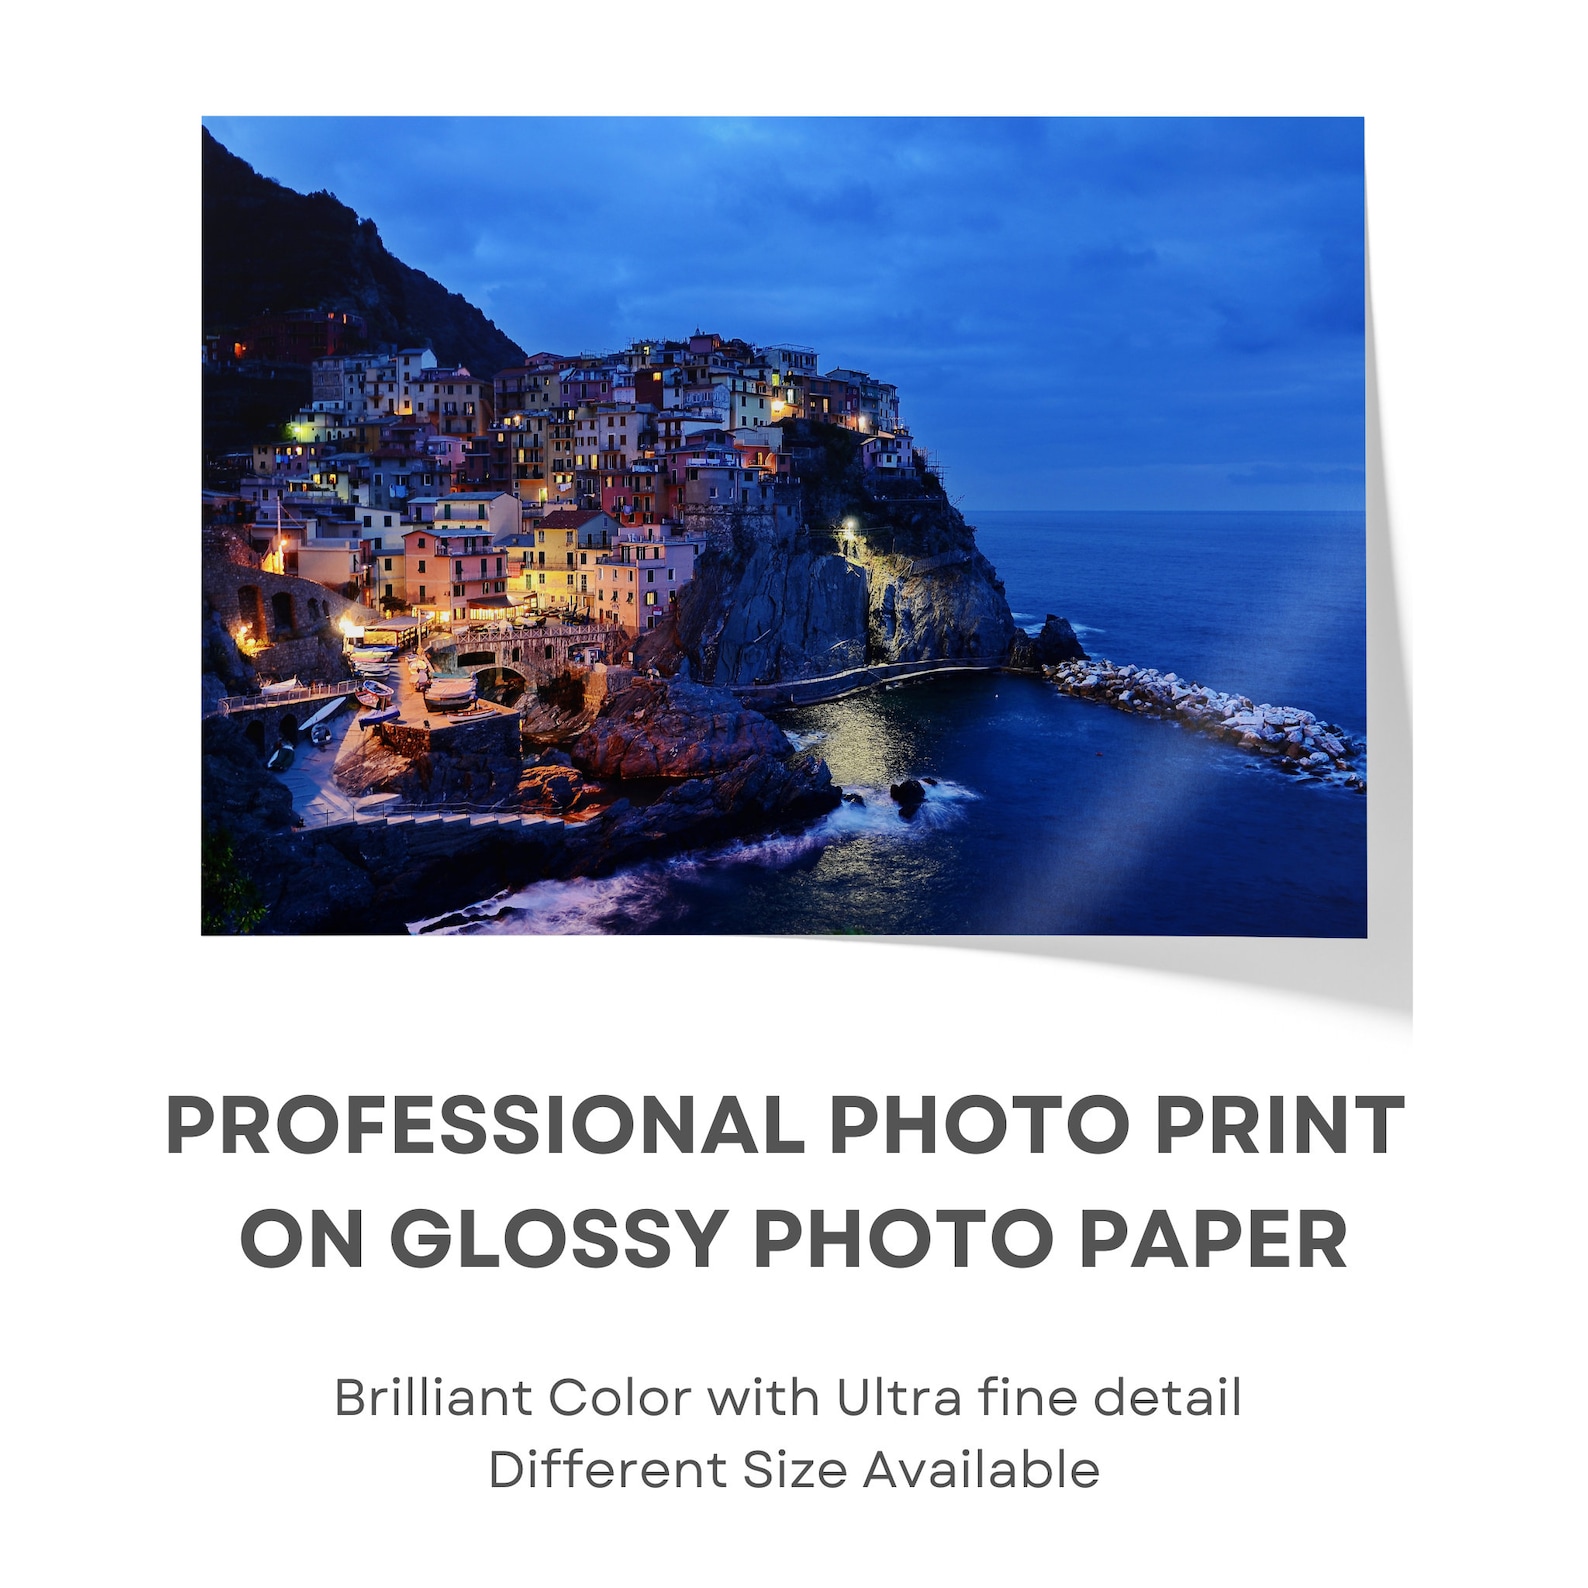 PROFESSIONAL PHOTO PRINT
ON GLOSSY PHOTO PAPER
Brilliant Color with Ultra fine detail
Different Size Available